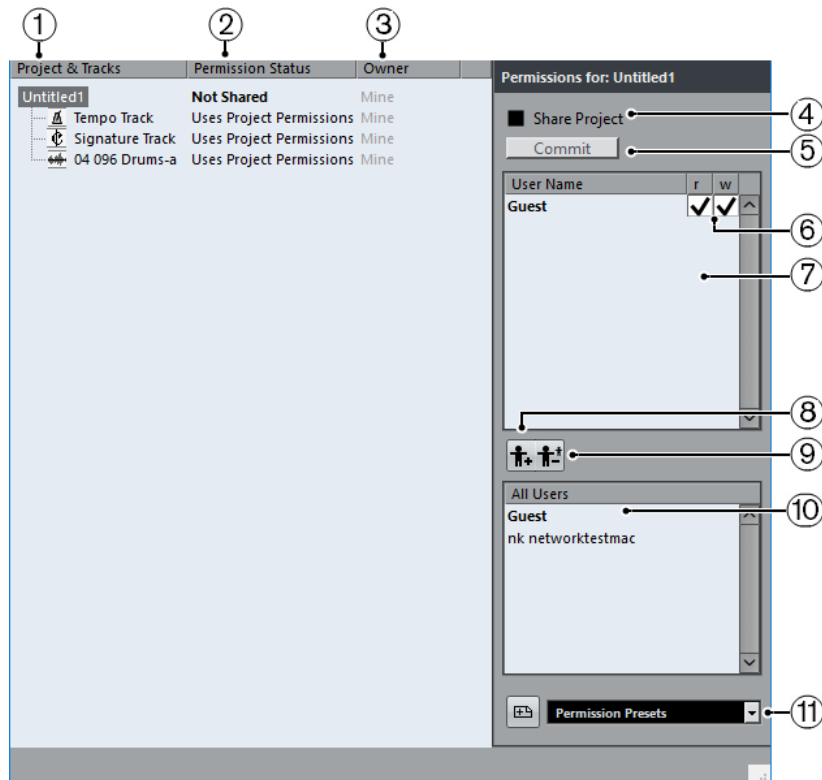 1 2 3
Project & Tracks Permission Status Owner
Untitled1 Not Shared Mine
Tempo Track Uses Project Permissions Mine
Signature Track Uses Project Permissions Mine
04 096 Drums-a Uses Project Permissions Mine
Permissions for: Untitled1
Share Project 4
Commit 5
User Name r w
Guest
6
7
8
9
All Users
Guest 10
nk networktestmac
Permission Presets 11